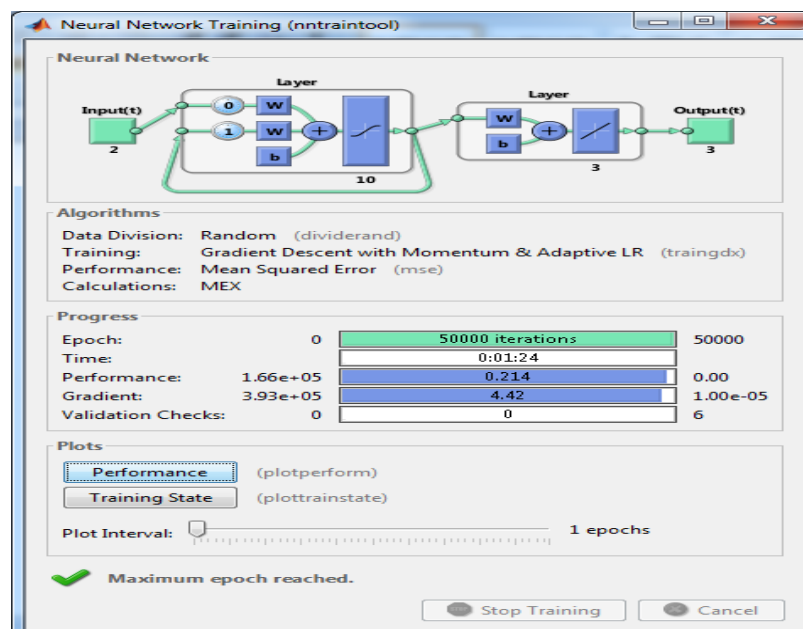 Neural Network Training (nntraintool)
Neural Network
Layer
Layer
Input(t)
0
W
Output(t)
1
W
+
W
+
b
b
2
10
3
3
Algorithms
Data Division: Random (dividerand)
Training: Gradient Descent with Momentum & Adaptive LR (traingdx)
Performance: Mean Squared Error (mse)
Calculations: MEX
Progress
Epoch: 0 50000 iterations 50000
Time: 0:01:24
Performance: 1.66e+05 0.214 0.00
Gradient: 3.93e+05 4.42 1.00e-05
Validation Checks: 0 0 6
Plots
Performance (plotperform)
Training State (plottrainstate)
Plot Interval: 1 epochs
Maximum epoch reached.
Stop Training Cancel